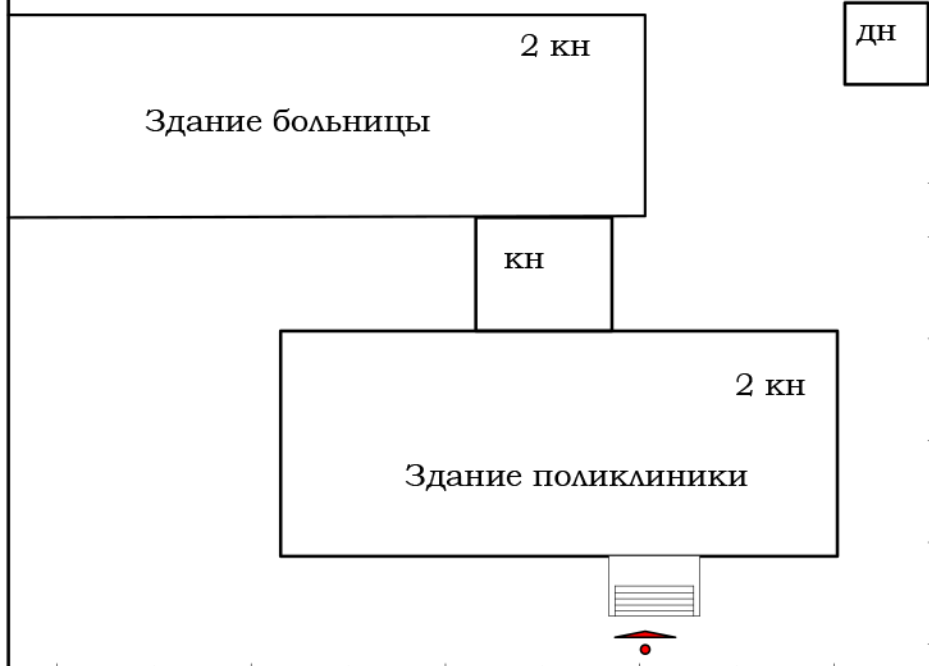 2 кн
дн
Здание больницы
кн
2 кн
Здание поликлиники